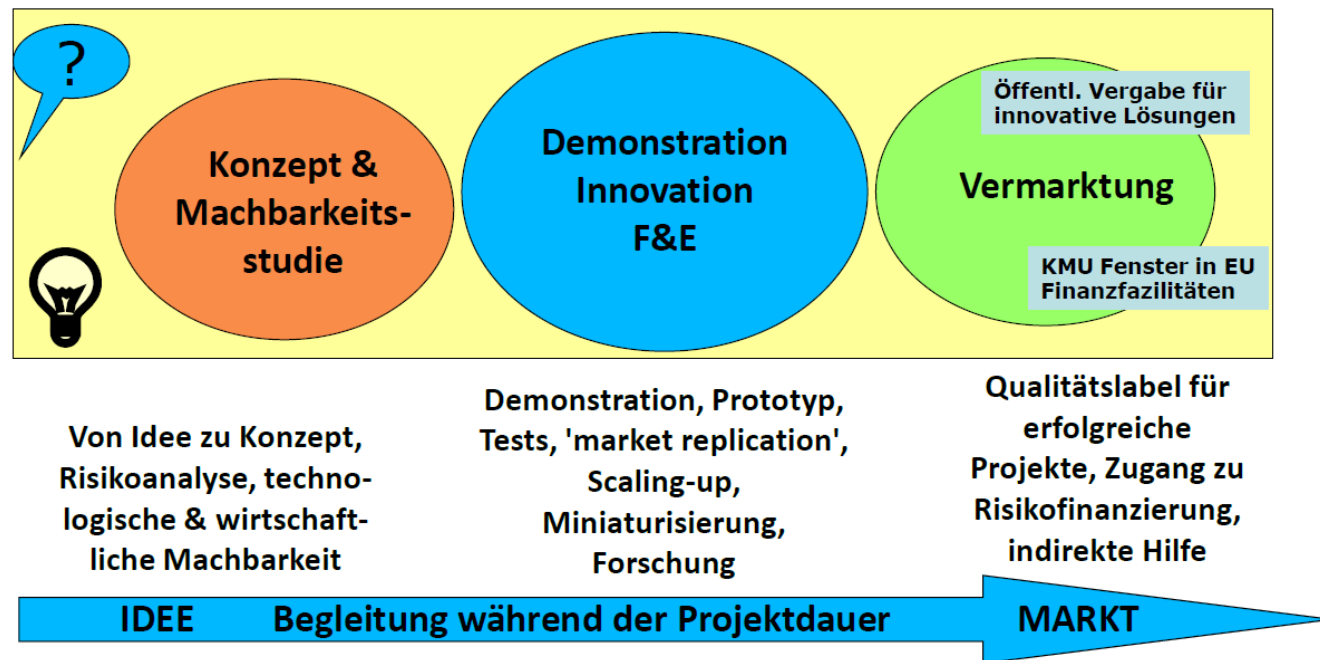 ?
Konzept &
Machbarkeits-
studie
Demonstration
Innovation
F&E
Öffentl. Vergabe für
innovative Lösungen
Vermarktung
KMU Fenster in EU
Finanzfazilitäten
Von Idee zu Konzept,
Risikoanalyse, techno-
logische & wirtschaft-
liche Machbarkeit
Demonstration, Prototyp,
Tests, 'market replication',
Scaling-up,
Miniaturisierung,
Forschung
Qualitätslabel für
erfolgreiche
Projekte, Zugang zu
Risikofinanzierung,
indirekte Hilfe
IDEE Begleitung während der Projektdauer MARKT